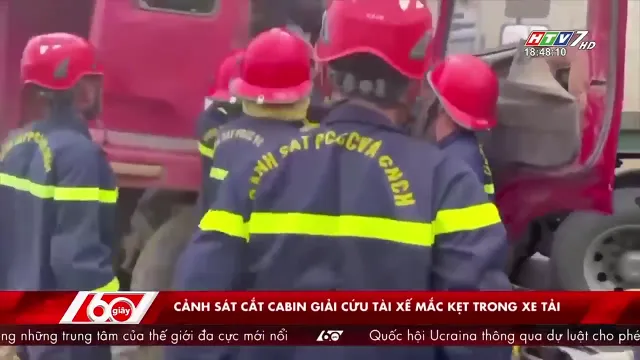 HTV7 HD
18:48:10
CẢNH SÁT PCCC VÀ CNCH
60 giây
CẢNH SÁT CẮT CABIN GIẢI CỨU TÀI XẾ MẮC KẸT TRONG XE TẢI
ng những trung tâm của thế giới đa cực mới nổi 60 Quốc hội Ucraina thông qua dự luật cho phé